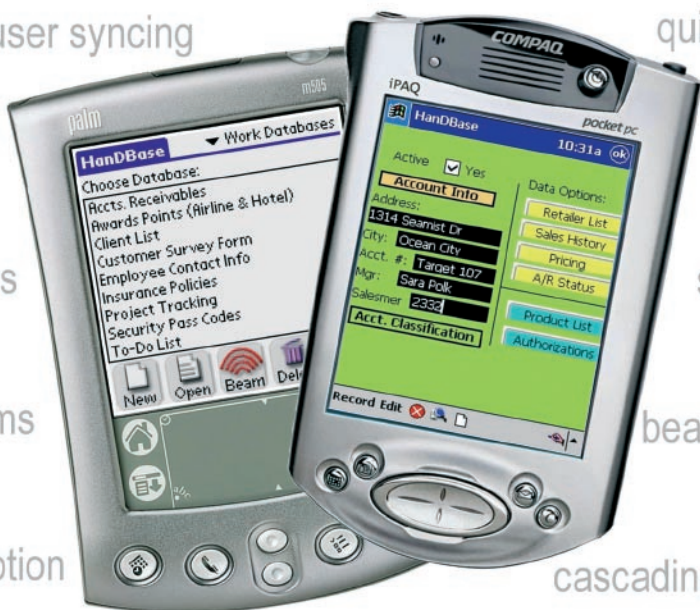 user syncing
qui
palm
m505
HanDBase
Work Databases
Choose Database:
Accts. Receivables
Awards Points (Airline & Hotel)
Client List
Customer Survey Form
Employee Contact Info
Insurance Policies
Project Tracking
Security Pass Codes
To-Do List
New
Open
Beam
abc
COMPAQ
iPAQ
pocket pc
HanDBase
10:31a
ok
Active
Yes
Account Info
Address:
1314 Seamist Dr
City: Ocean City
Acct. #: Target 107
Mgr: Sara Polk
Salesmer 2332
Acct. Classification
Data Options:
Retailer List
Sales History
Pricing
A/R Status
Product List
Authorizations
Record Edit
s
ms
bea
cascadin